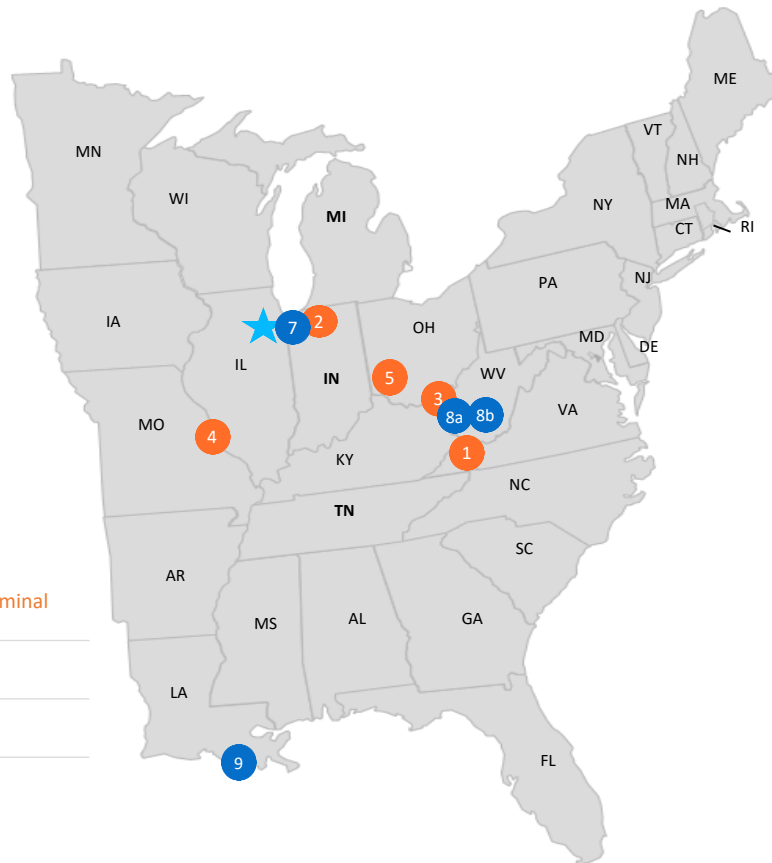 ME
VT
NH
MN
WI
MI
NY
MA
CT
RI
PA
NJ
IA
7
2
OH
MD
DE
IL
IN
5
WV
3
8a
8b
VA
MO
4
1
KY
NC
TN
SC
AR
minal
MS
AL
GA
LA
9
FL